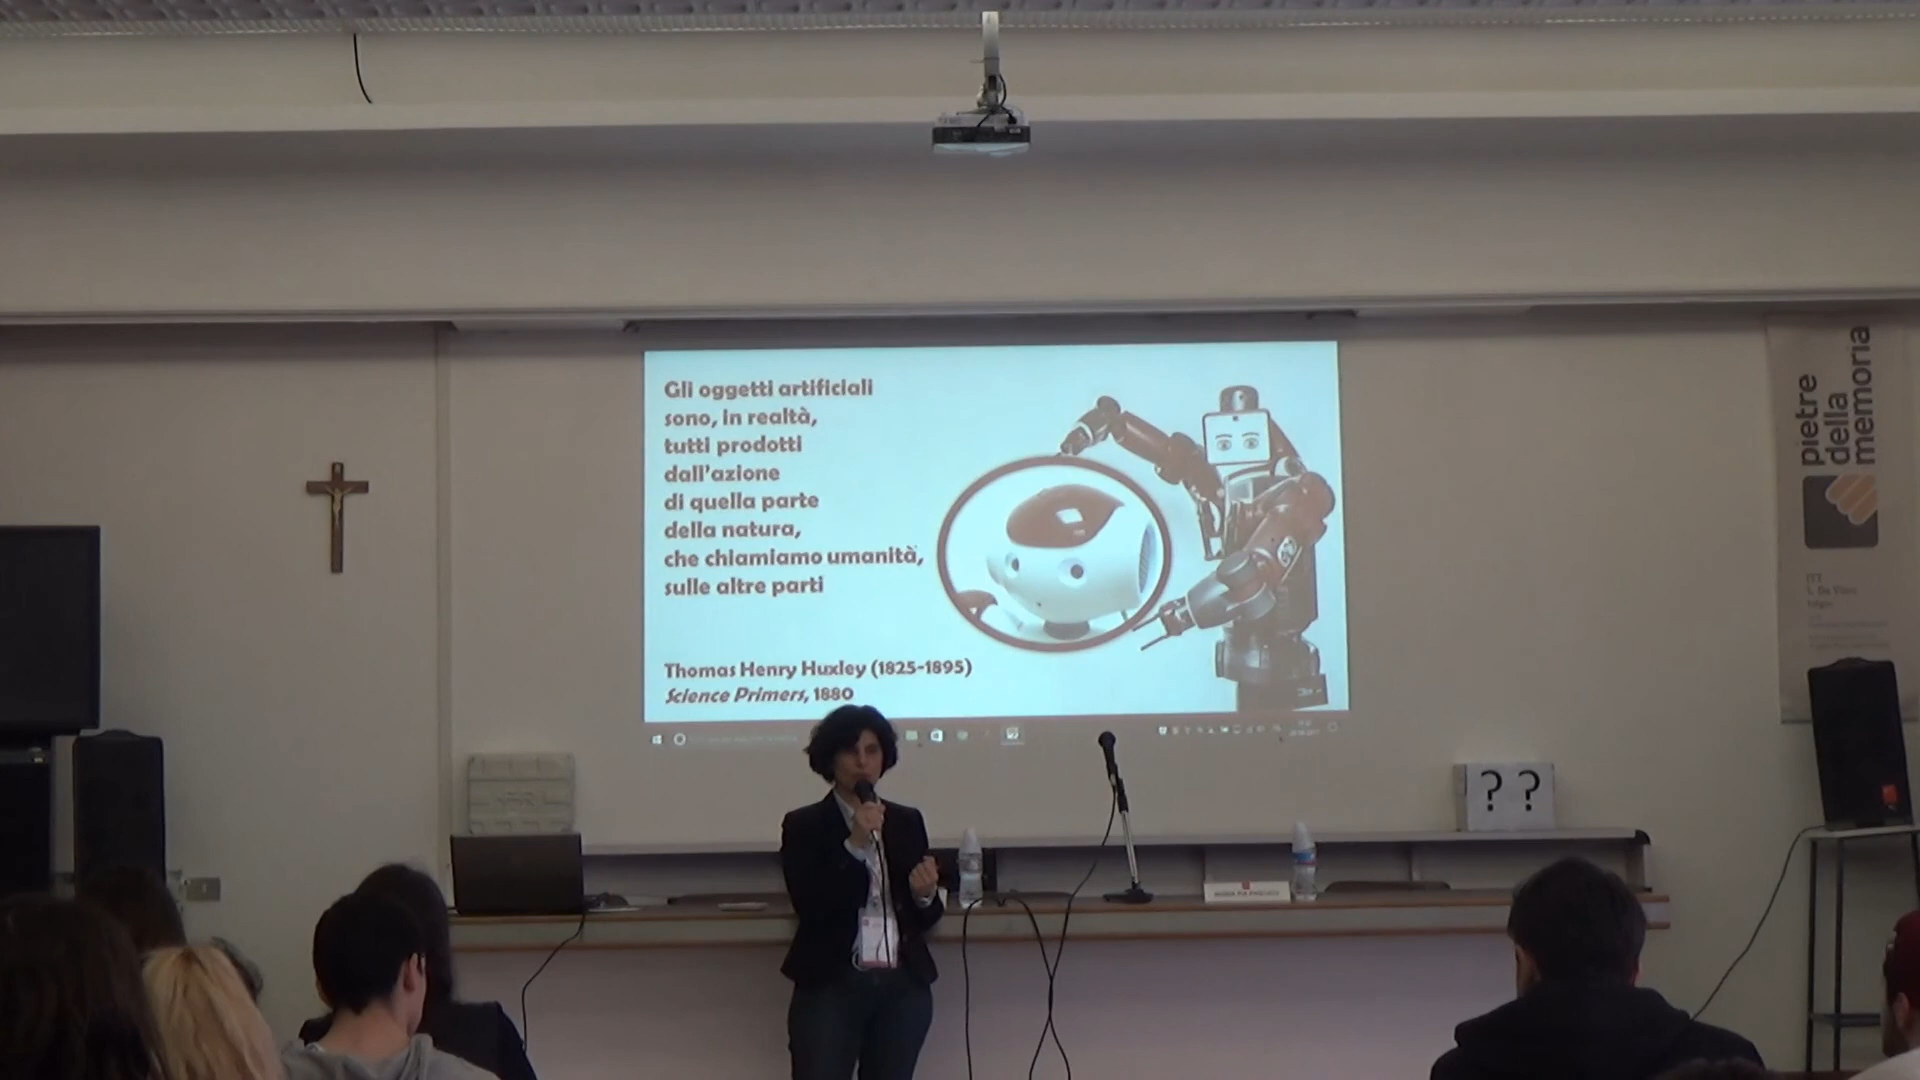 Gli oggetti artificiali
sono, in realtà,
tutti prodotti
dall'azione
di quella parte
della natura,
che chiamiamo umanità,
sulle altre parti
Thomas Henry Huxley (1825-1895)
Science Primers, 1880
pietre
della
memoria
? ?